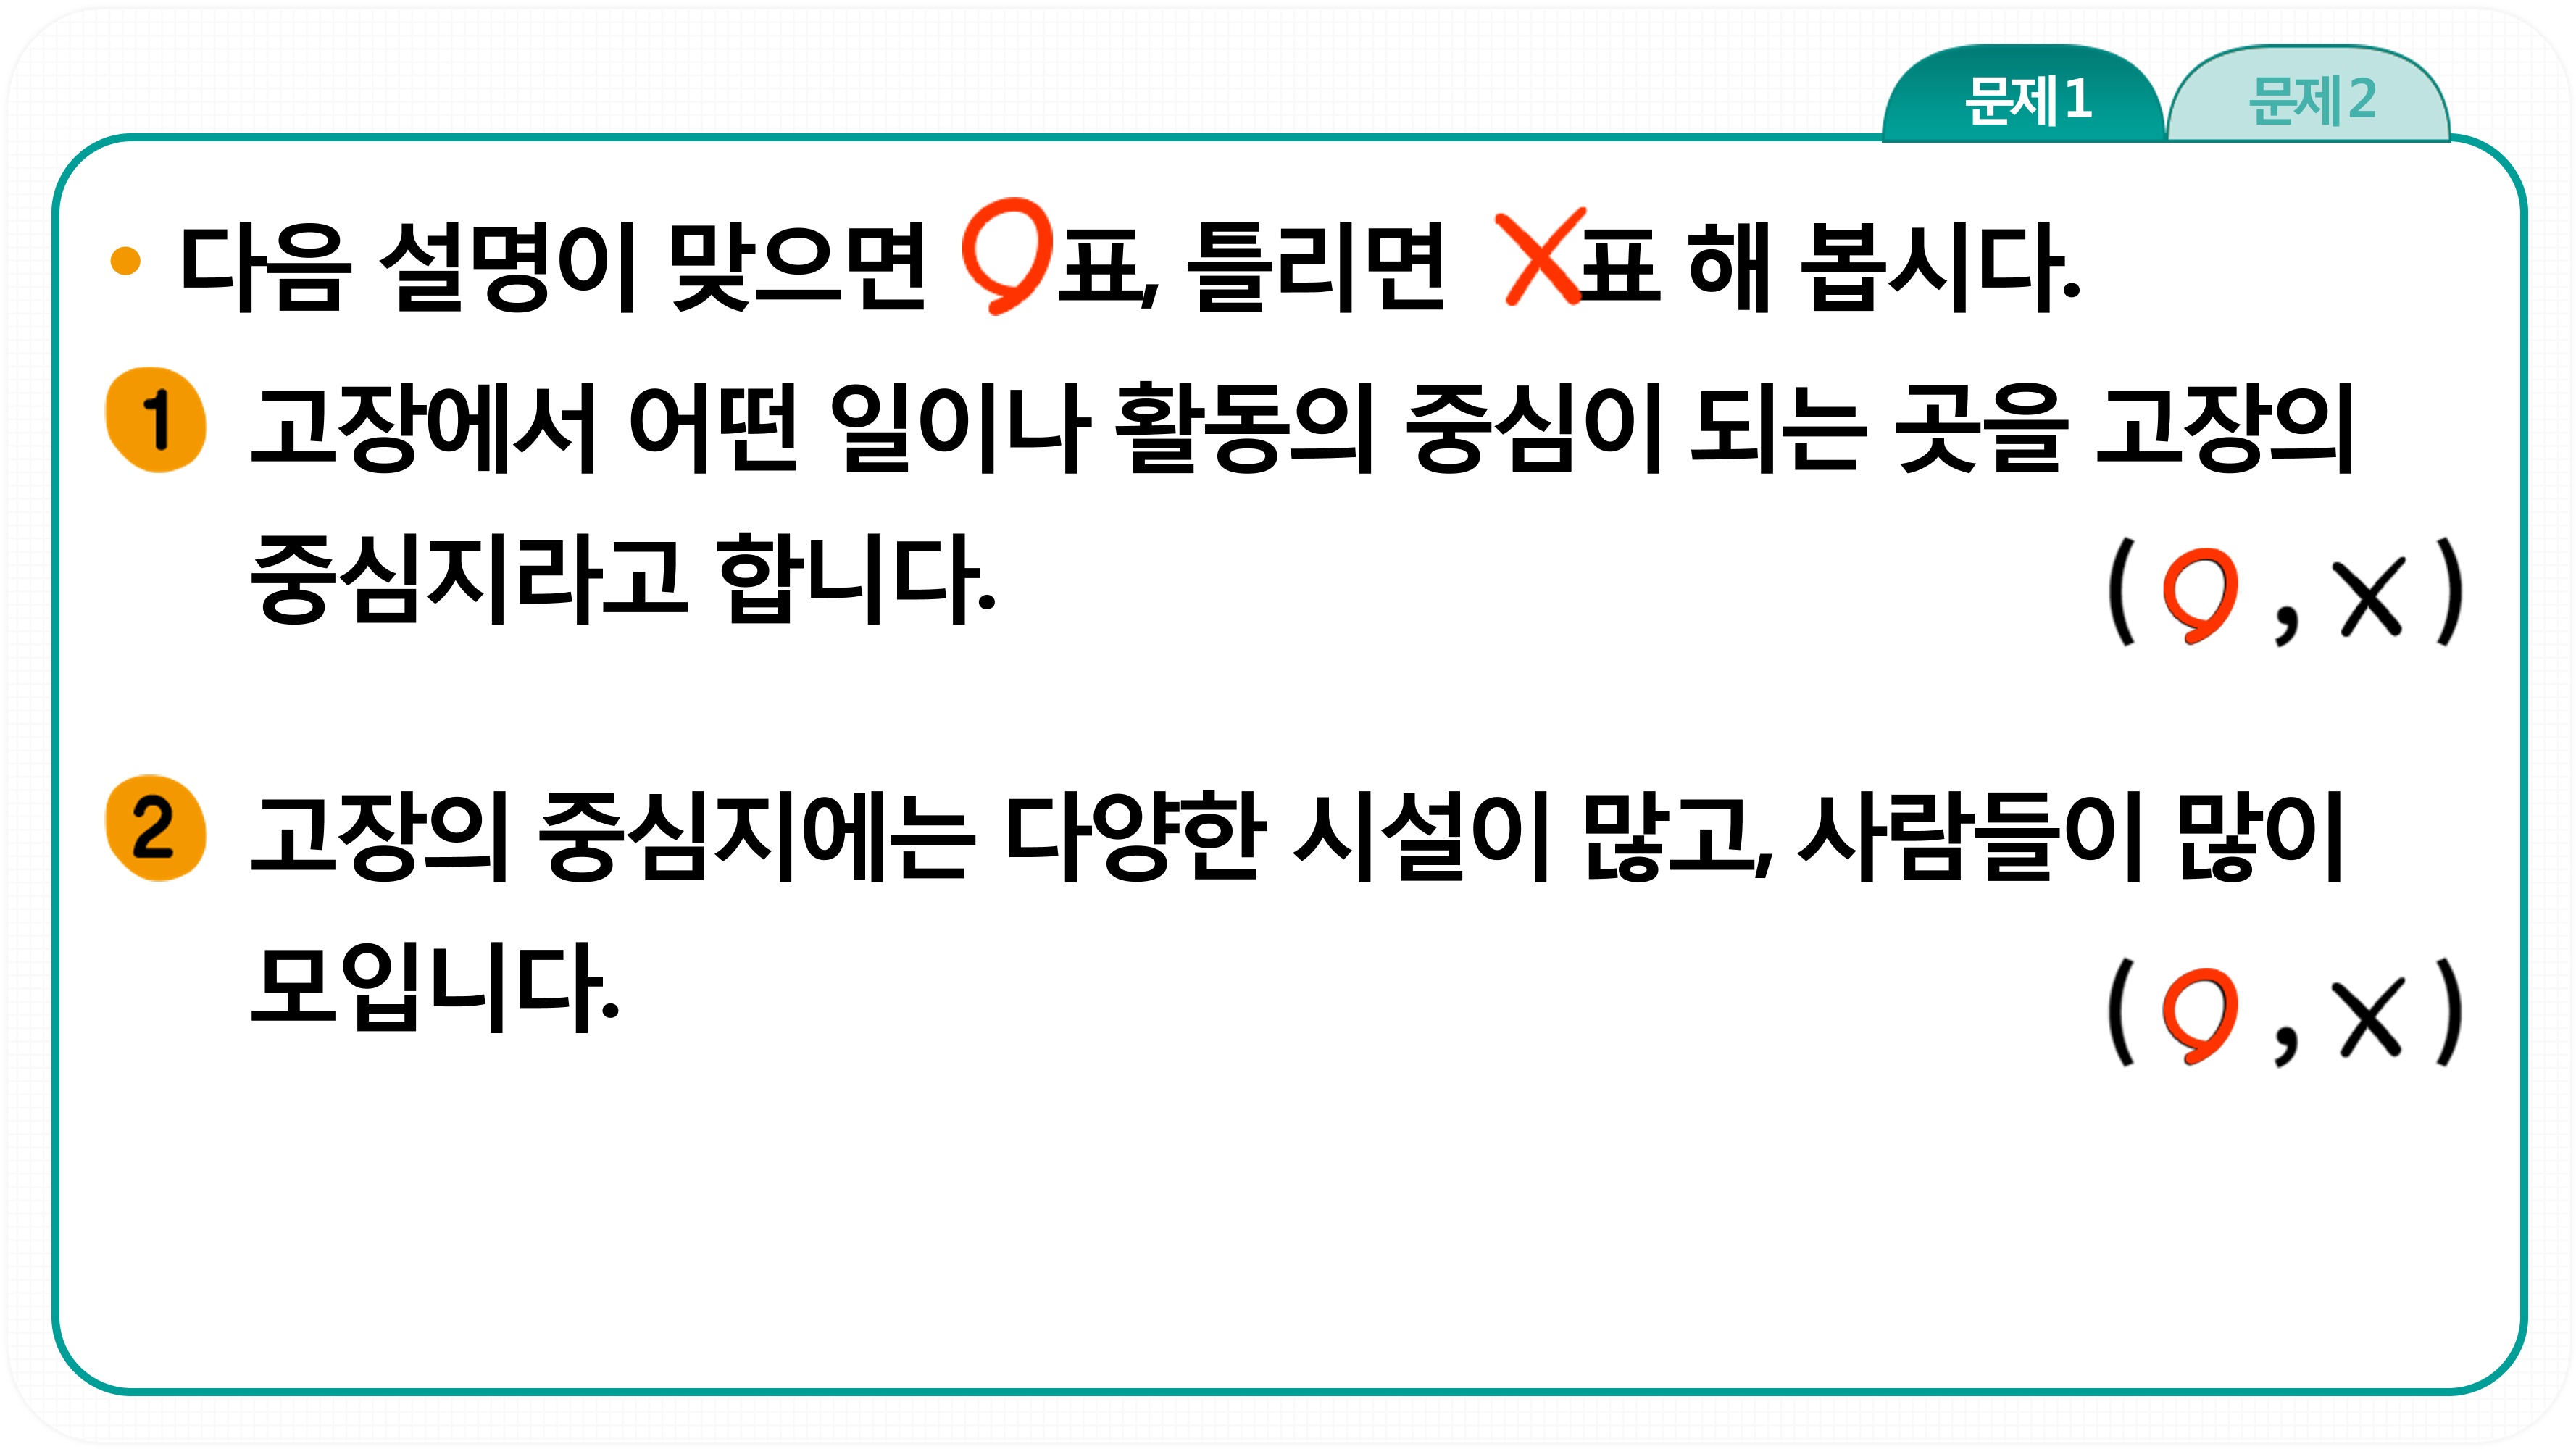 문제1 문제2
• 다음 설명이 맞으면 O표, 틀리면 X표 해 봅시다.
1 고장에서 어떤 일이나 활동의 중심이 되는 곳을 고장의
중심지라고 합니다. (O, X)
2 고장의 중심지에는 다양한 시설이 많고, 사람들이 많이
모입니다. (O, X)